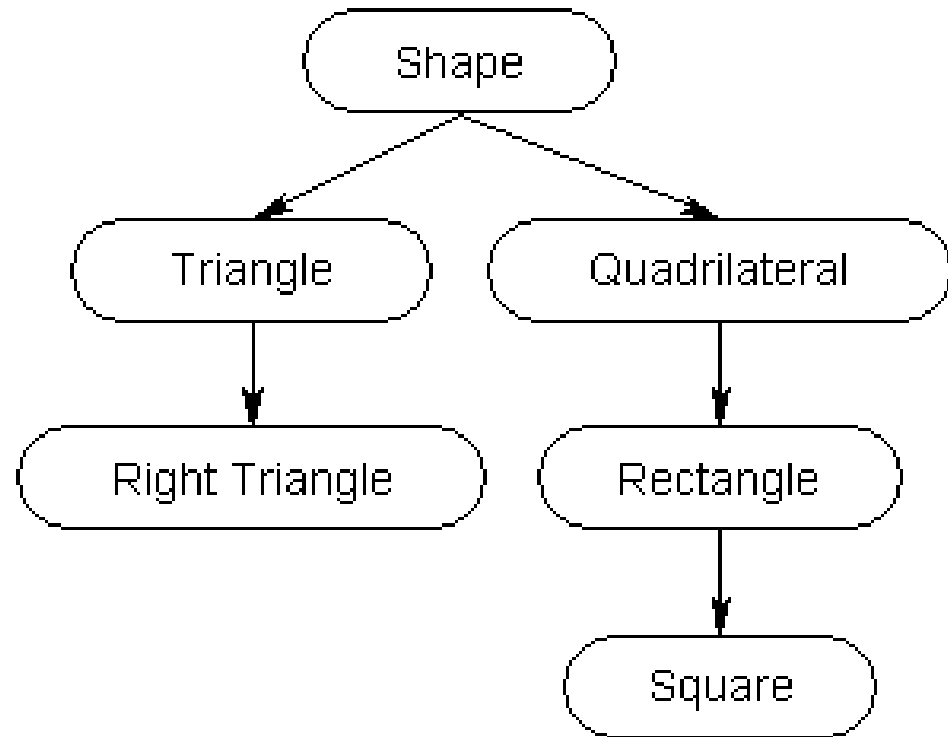 Shape
Triangle
Quadrilateral
Right Triangle
Rectangle
Square